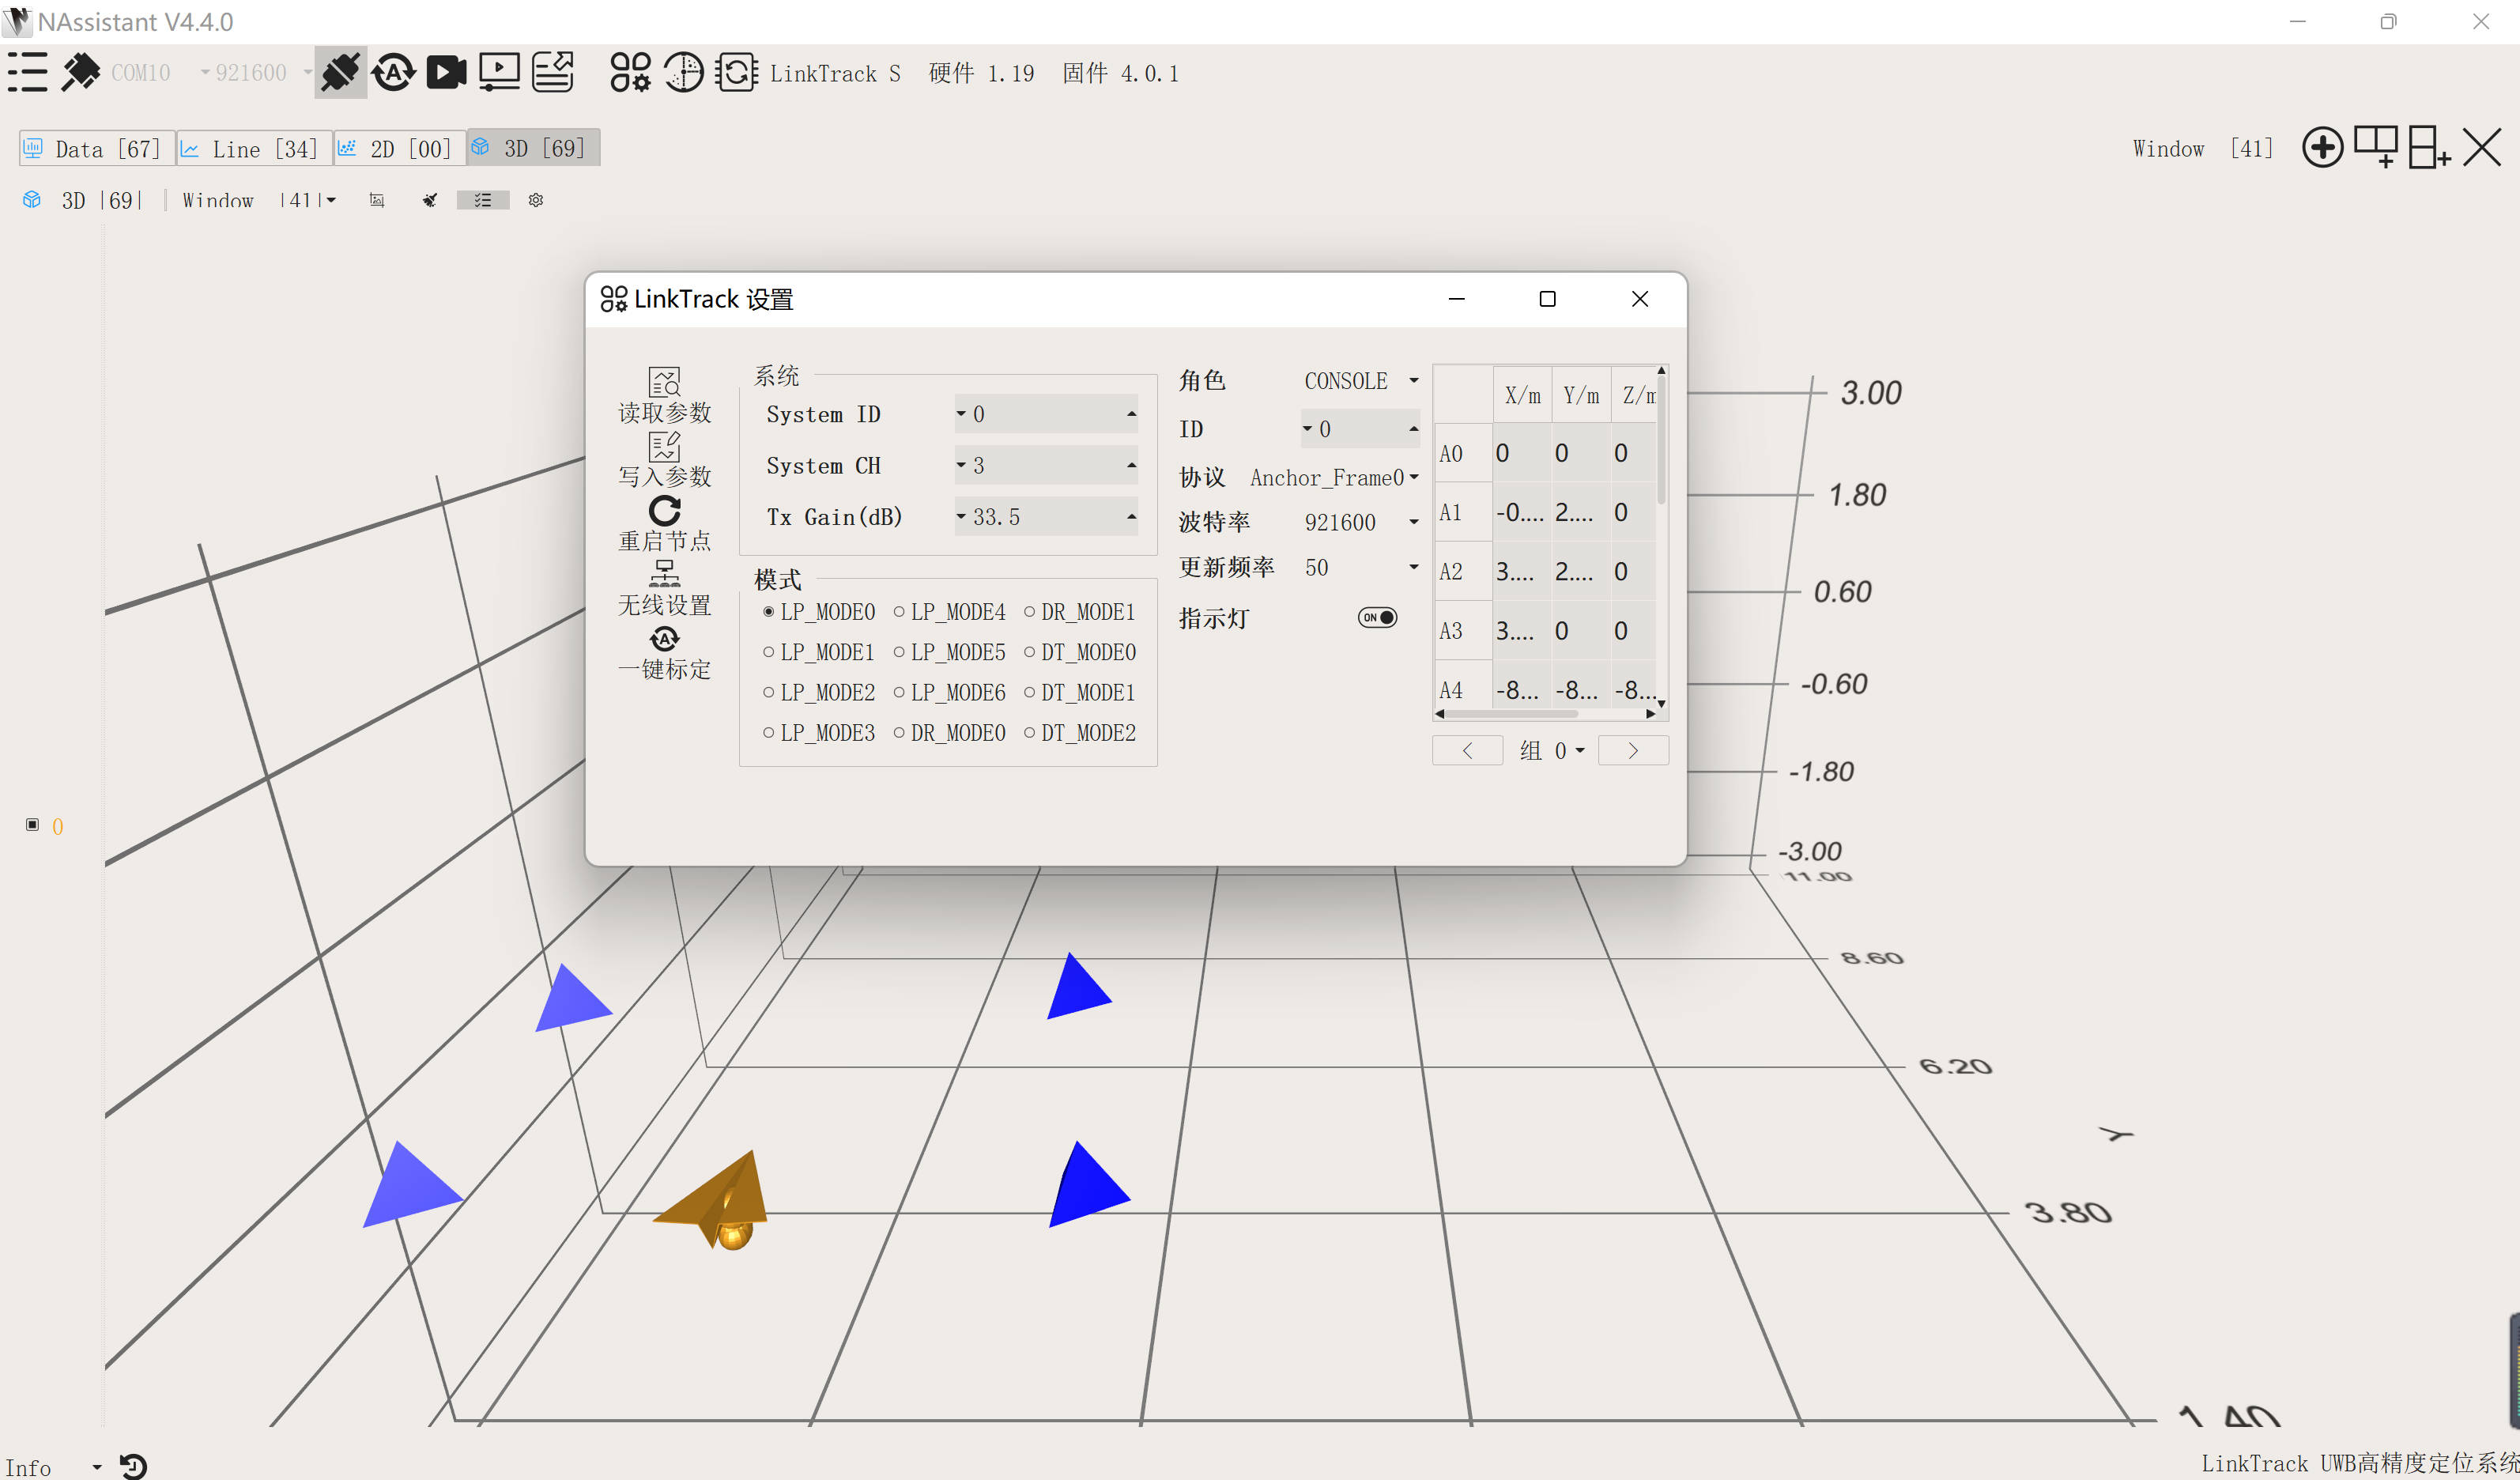 NAssistant V4.4.0
COM10 921600 LinkTrack S 硬件 1.19 固件 4.0.1
Data [67] Line [34] 2D [00] 3D [69] Window [41]
3D |69| Window |41|
LinkTrack 设置
读取参数
写入参数
重启节点
无线设置
一键标定
系统
System ID 0
System CH 3
Tx Gain(dB) 33.5
模式
LP_MODE0 LP_MODE4 DR_MODE1
LP_MODE1 LP_MODE5 DT_MODE0
LP_MODE2 LP_MODE6 DT_MODE1
LP_MODE3 DR_MODE0 DT_MODE2
角色 CONSOLE
ID 0
协议 Anchor_Frame0
波特率 921600
更新频率 50
指示灯 ON
X/m Y/m Z/m
A0 0 0 0
A1 -0.... 2.... 0
A2 3.... 2.... 0
A3 3.... 0 0
A4 -8... -8... -8...
组 0
3.00
1.80
0.60
-0.60
-1.80
-3.00
11.00
8.60
6.20
Y
3.80
1.40
0
Info
LinkTrack UWB高精度定位系统